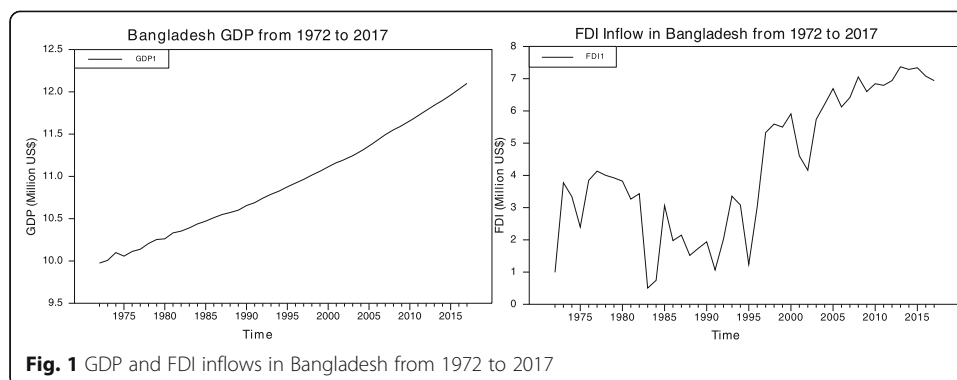 Bangladesh GDP from 1972 to 2017
GDP1
GDP (Million US$)
12.5
12.0
11.5
11.0
10.5
10.0
9.5
1975 1980 1985 1990 1995 2000 2005 2010 2015
Time
FDI Inflow in Bangladesh from 1972 to 2017
FDI1
FDI (Million US$)
8
7
6
5
4
3
2
1
0
1975 1980 1985 1990 1995 2000 2005 2010 2015
Time
Fig. 1 GDP and FDI inflows in Bangladesh from 1972 to 2017